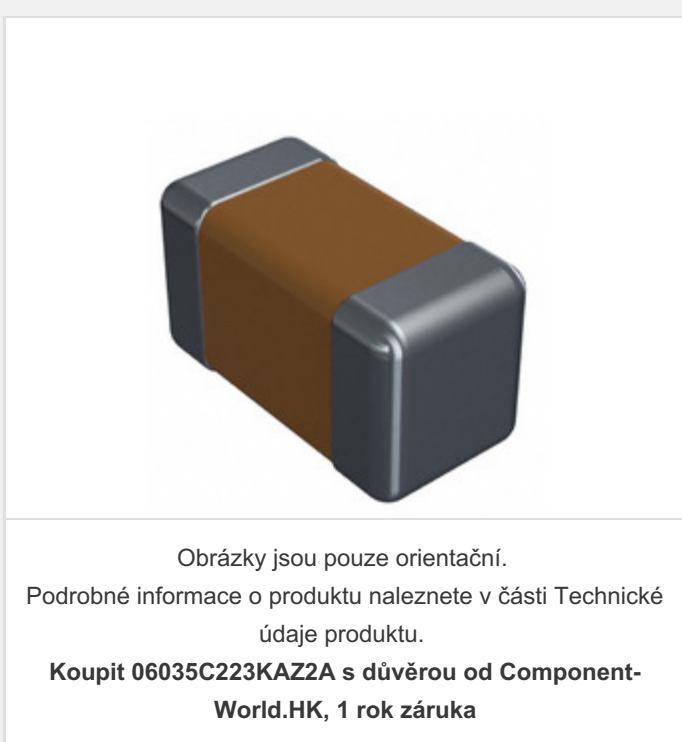 Obrázky jsou pouze orientační.
Podrobné informace o produktu naleznete v části Technické
údaje produktu.
Koupit 06035C223KAZ2A s důvěrou od Component-
World.HK, 1 rok záruka